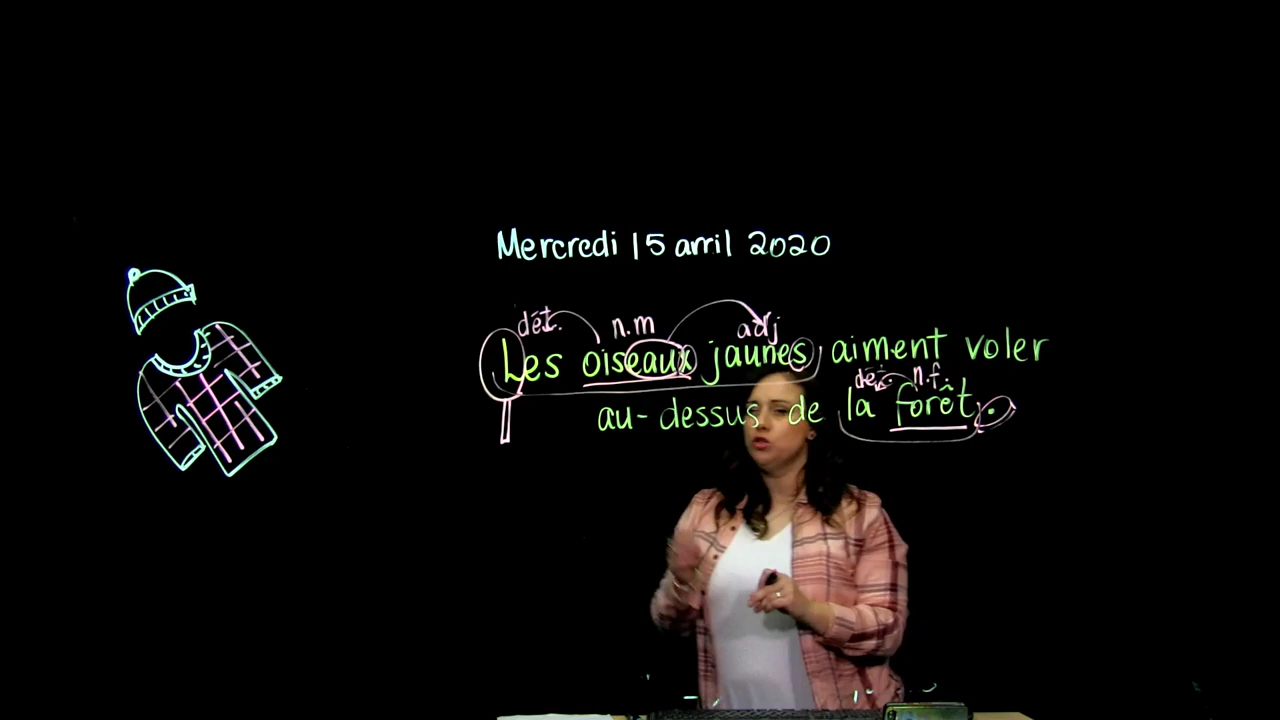 Mercredi 15 avril 2020
dét. n.m adj
Les oiseaux jaunes aiment voler
dét n.f.
au-dessus de la forêt.